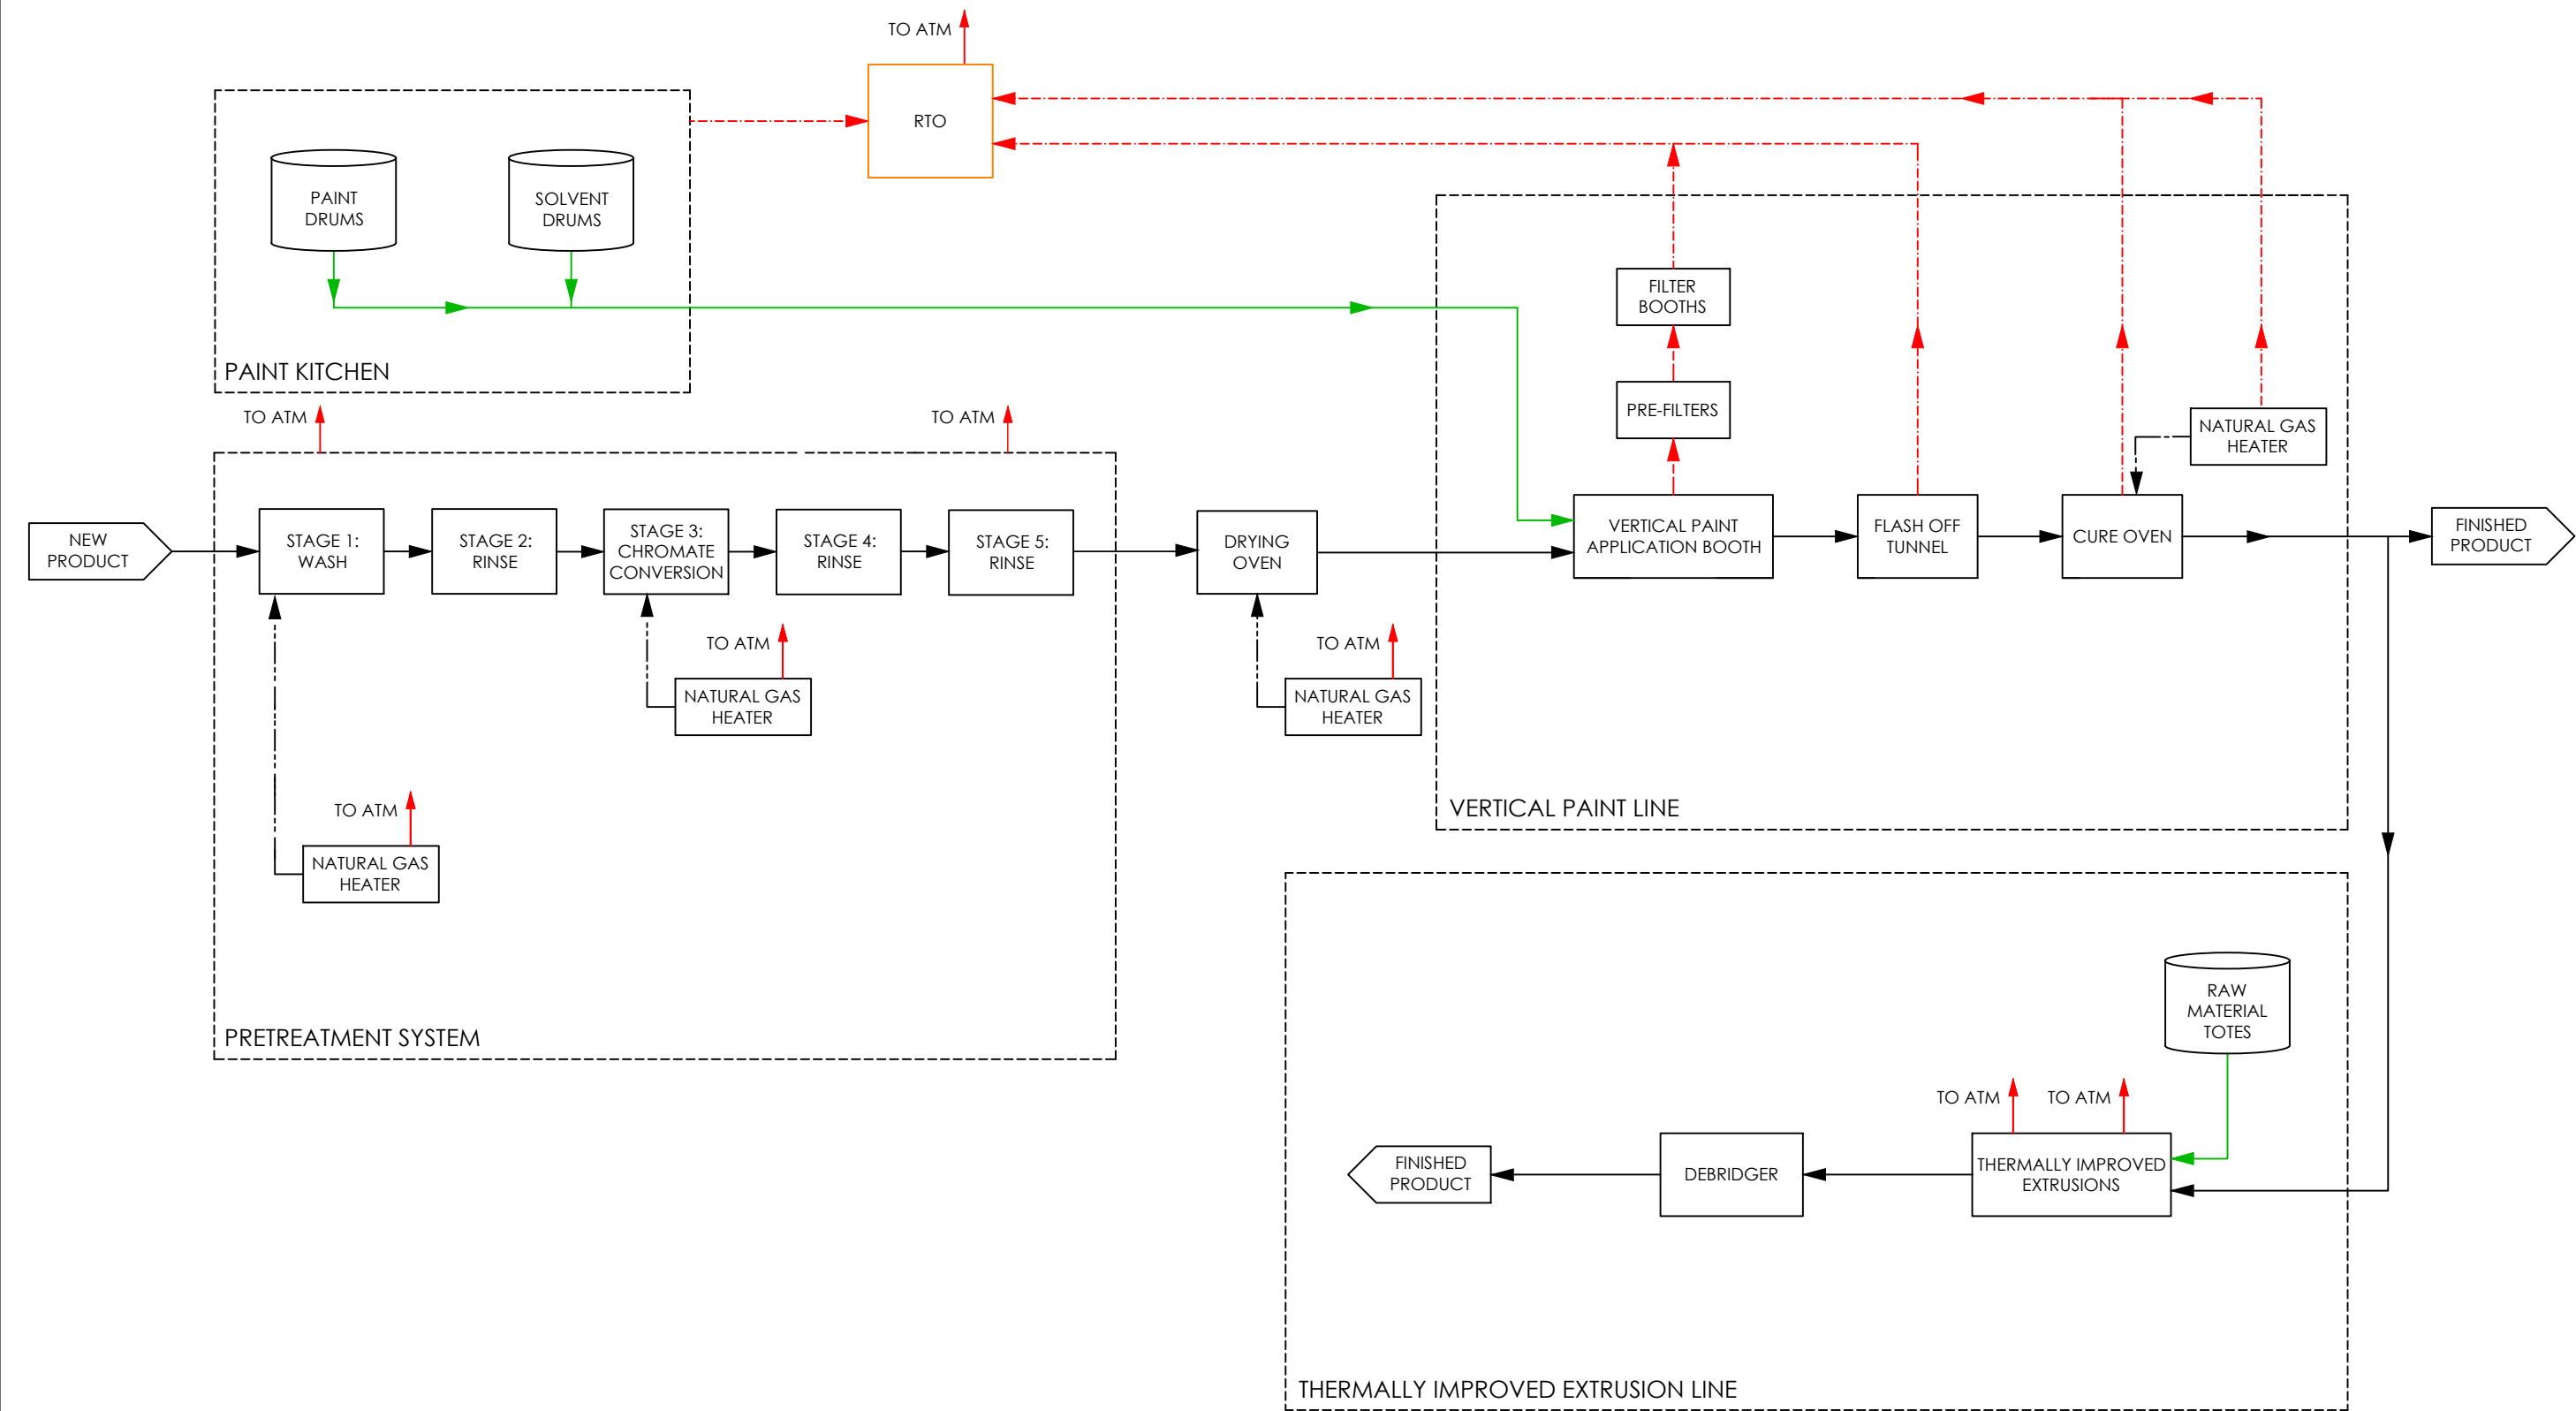 TO ATM
RTO
PAINT
DRUMS
SOLVENT
DRUMS
PAINT KITCHEN
FILTER
BOOTHS
PRE-FILTERS
NATURAL GAS
HEATER
TO ATM
TO ATM
NEW
PRODUCT
STAGE 1:
WASH
STAGE 2:
RINSE
STAGE 3:
CHROMATE
CONVERSION
STAGE 4:
RINSE
STAGE 5:
RINSE
DRYING
OVEN
VERTICAL PAINT
APPLICATION BOOTH
FLASH OFF
TUNNEL
CURE OVEN
FINISHED
PRODUCT
TO ATM
NATURAL GAS
HEATER
TO ATM
NATURAL GAS
HEATER
TO ATM
NATURAL GAS
HEATER
VERTICAL PAINT LINE
PRETREATMENT SYSTEM
RAW
MATERIAL
TOTES
TO ATM
TO ATM
FINISHED
PRODUCT
DEBRIDGER
THERMALLY IMPROVED
EXTRUSIONS
THERMALLY IMPROVED EXTRUSION LINE